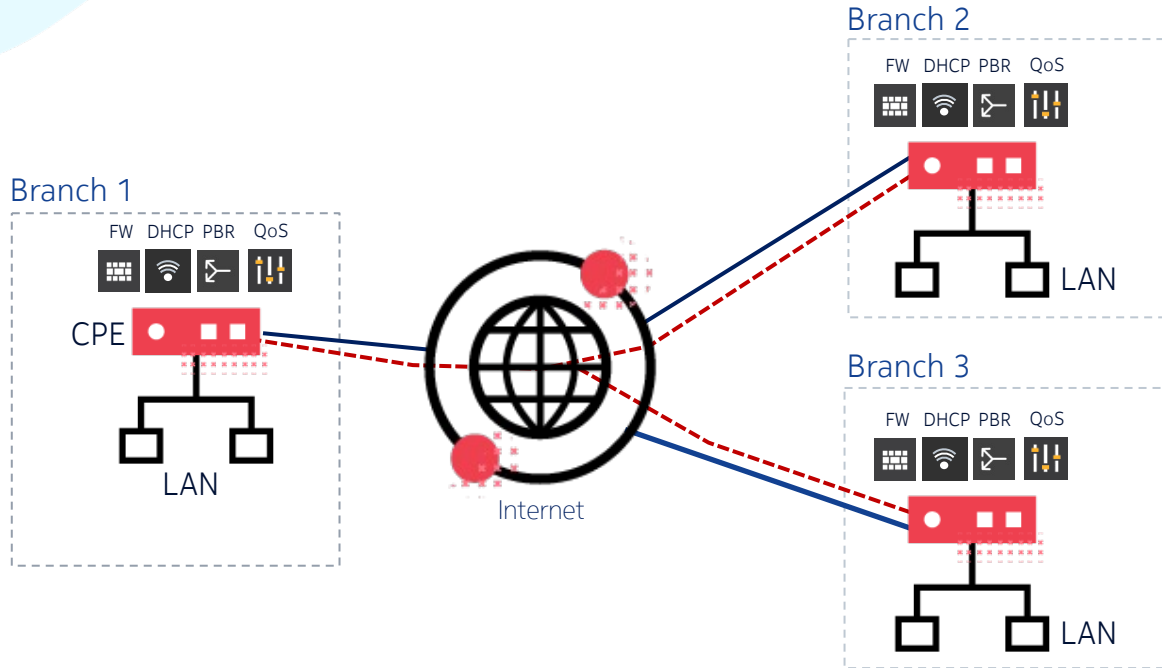 Branch 2
FW DHCP PBR QoS
Branch 1
FW DHCP PBR QoS
LAN
CPE
LAN
Internet
Branch 3
FW DHCP PBR QoS
LAN